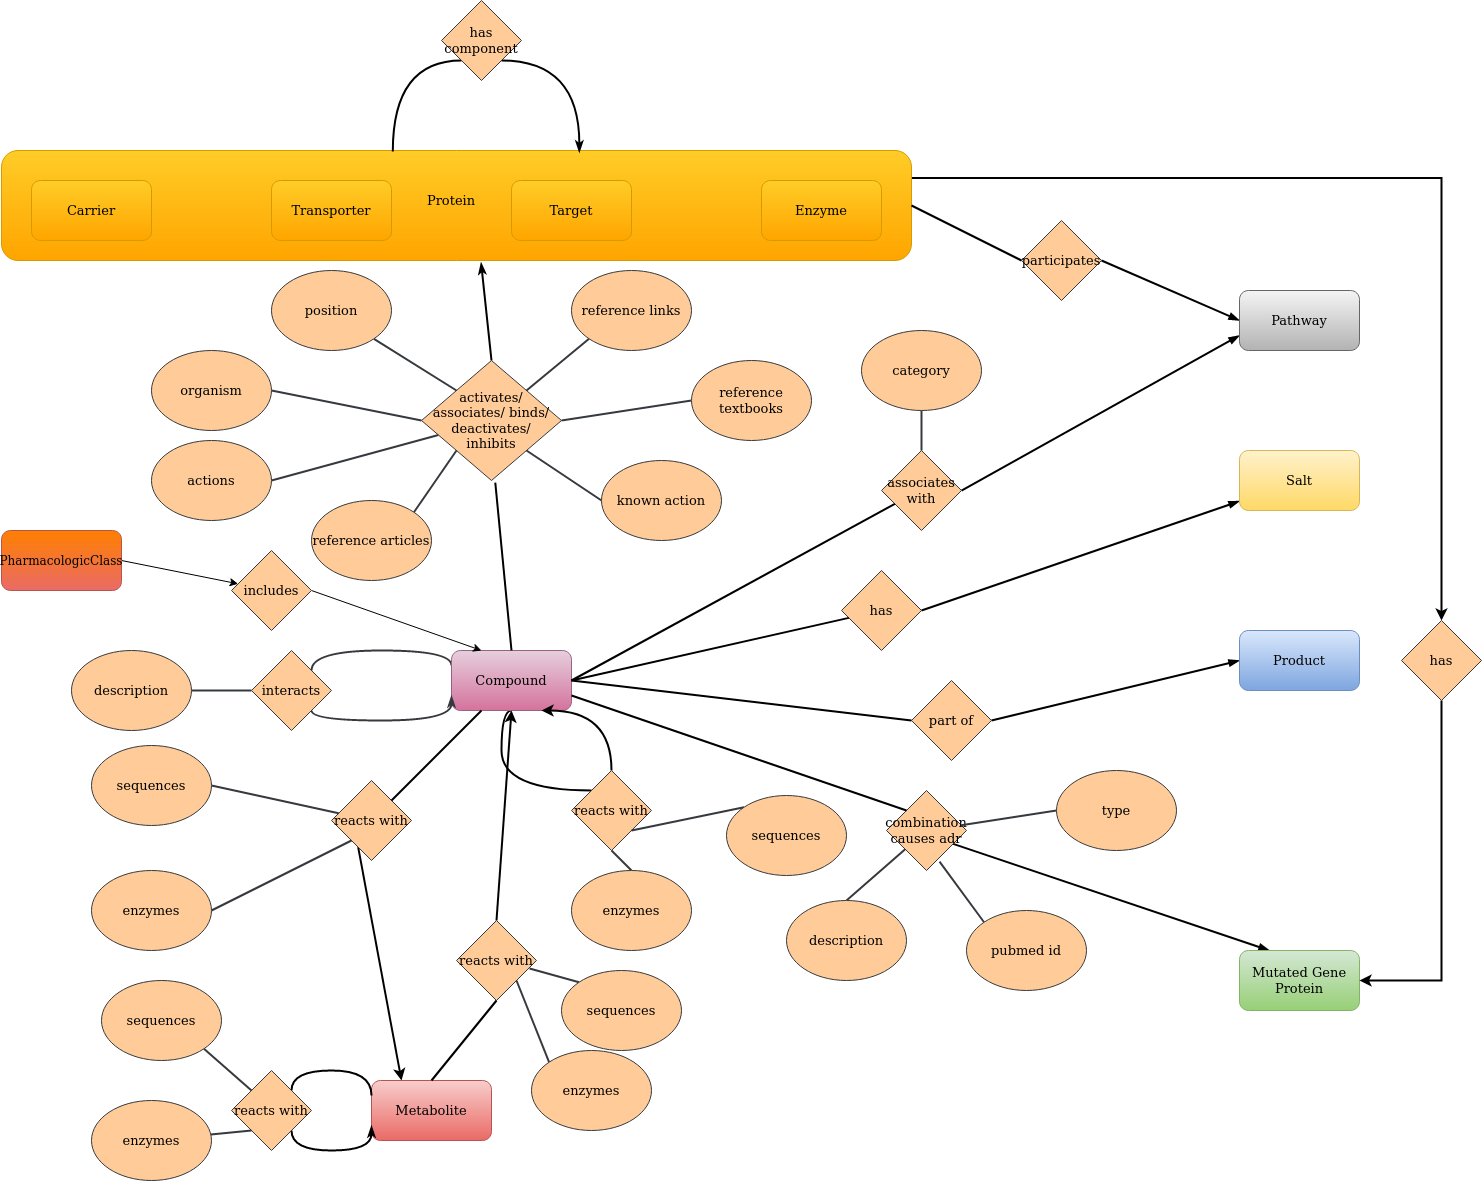 has
component
Protein
Carrier
Transporter
Target
Enzyme
participates
position
reference links
Pathway
category
organism
activates/
associates/ binds/
deactivates/
inhibits
reference
textbooks
actions
known action
associates
with
Salt
reference articles
PharmacologicClass
includes
has
has
description
interacts
Compound
Product
part of
sequences
reacts with
reacts with
sequences
combination
causes adr
type
enzymes
enzymes
description
pubmed id
reacts with
Mutated Gene
Protein
sequences
sequences
enzymes
reacts with
Metabolite
enzymes